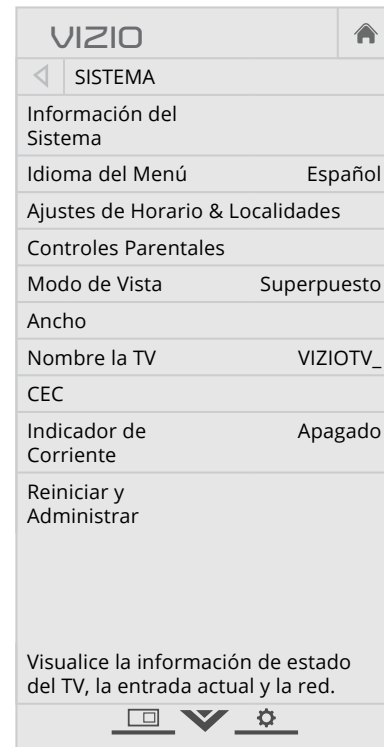 VIZIO
SISTEMA
Información del
Sistema
Idioma del Menú Español
Ajustes de Horario & Localidades
Controles Parentales
Modo de Vista Superpuesto
Ancho
Nombre la TV VIZIOTV_
CEC
Indicador de Apagado
Corriente
Reiniciar y
Administrar
Visualice la información de estado
del TV, la entrada actual y la red.